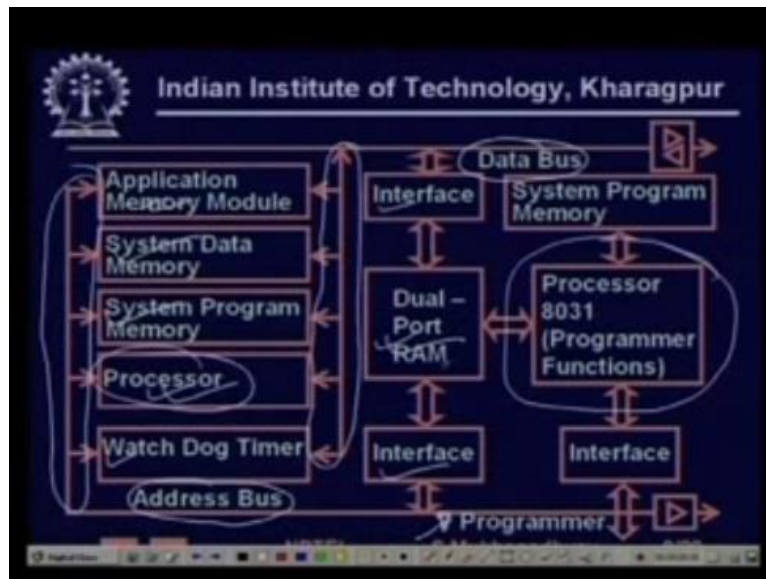 Indian Institute of Technology, Kharagpur
Data Bus
Application
Memory Module
System Data
Memory
System Program
Memory
Processor
Watch Dog Timer
Address Bus
Interface
Dual –
Port
RAM
Interface
System Program
Memory
Processor
8031
(Programmer
Functions)
Interface
Programmer